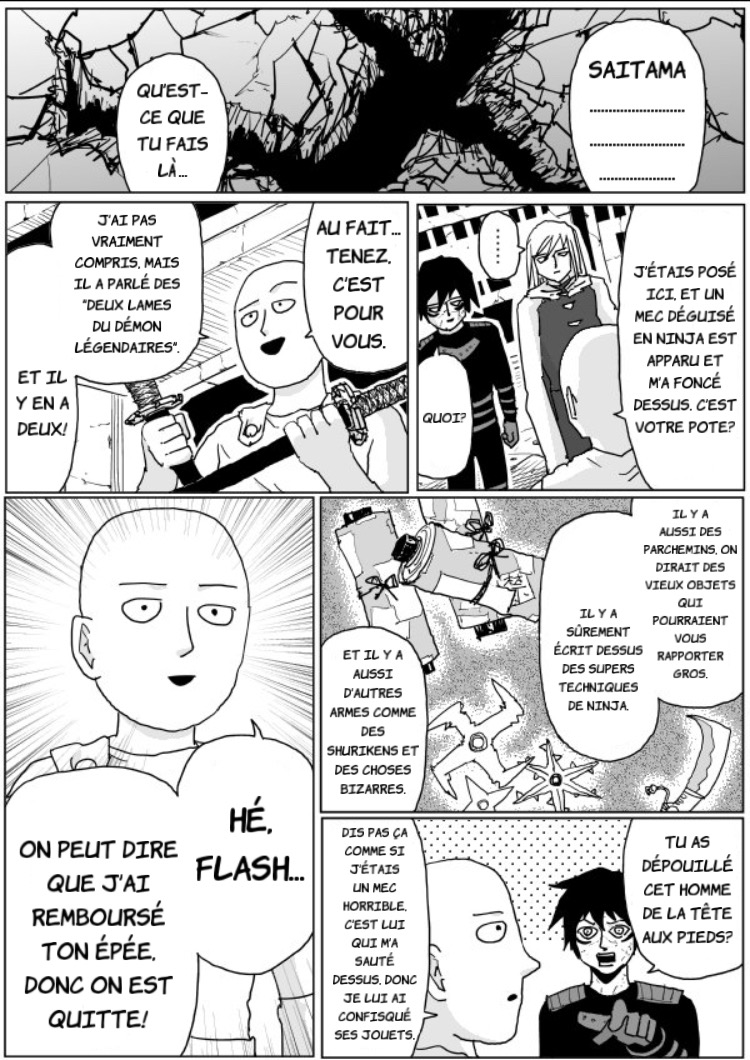 SAITAMA
..........................
..........................
.....................
QU'EST-
CE QUE
TU FAIS
LÀ...
J'ÉTAIS POSÉ
ICI, ET UN
MEC DÉGUISÉ
EN NINJA EST
APPARU ET
M'A FONCÉ
DESSUS. C'EST
VOTRE POTE?
......
QUOI?
AU FAIT...
TENEZ,
C'EST
POUR
VOUS.
J'AI PAS
VRAIMENT
COMPRIS, MAIS
IL A PARLÉ DES
"DEUX LAMES
DU DÉMON
LÉGENDAIRES".
ET IL
Y EN A
DEUX!
IL Y A
AUSSI DES
PARCHEMINS, ON
DIRAIT DES
VIEUX OBJETS
QUI
POURRAIENT
VOUS
RAPPORTER
GROS.
IL Y A
SÛREMENT
ÉCRIT DESSUS
DES SUPERS
TECHNIQUES
DE NINJA.
ET IL Y A
AUSSI
D'AUTRES
ARMES COMME
DES
SHURIKENS ET
DES CHOSES
BIZARRES.
TU AS
DÉPOUILLÉ
CET HOMME
DE LA TÊTE
AUX PIEDS?
DIS PAS ÇA
COMME SI
J'ÉTAIS
UN MEC
HORRIBLE,
C'EST LUI
QUI M'A
SAUTÉ
DESSUS, DONC
JE LUI AI
CONFISQUÉ
SES JOUETS.
HÉ,
FLASH...
ON PEUT DIRE
QUE J'AI
REMBOURSÉ
TON ÉPÉE,
DONC ON EST
QUITTE!